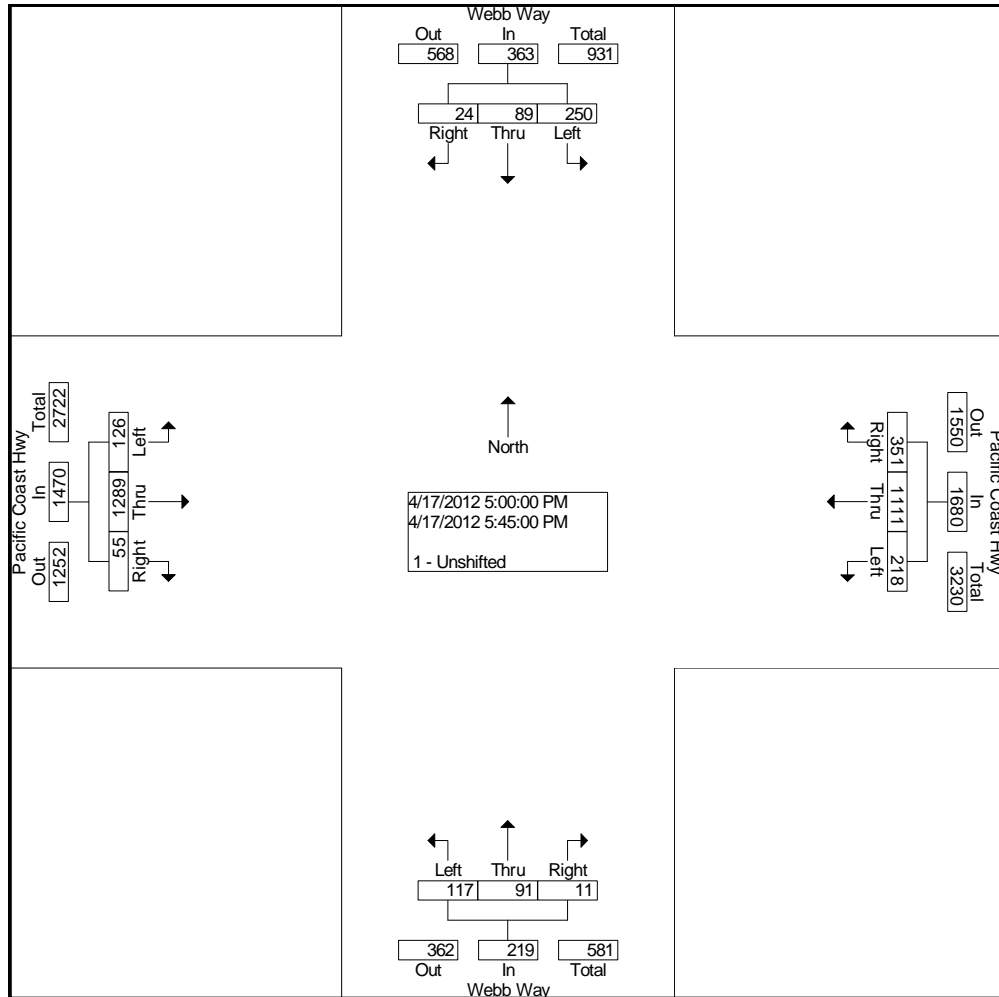 Webb Way
Out In Total
568 363 931
24 89 250
Right Thru Left
Pacific Coast Hwy
Total In Out
2722 1470 1252
126 1289 55
Left Thru Right
North
4/17/2012 5:00:00 PM
4/17/2012 5:45:00 PM
1 - Unshifted
Pacific Coast Hwy
Out In Total
1550 1680 3230
351 1111 218
Right Thru Left
Left Thru Right
117 91 11
362 219 581
Out In Total
Webb Way